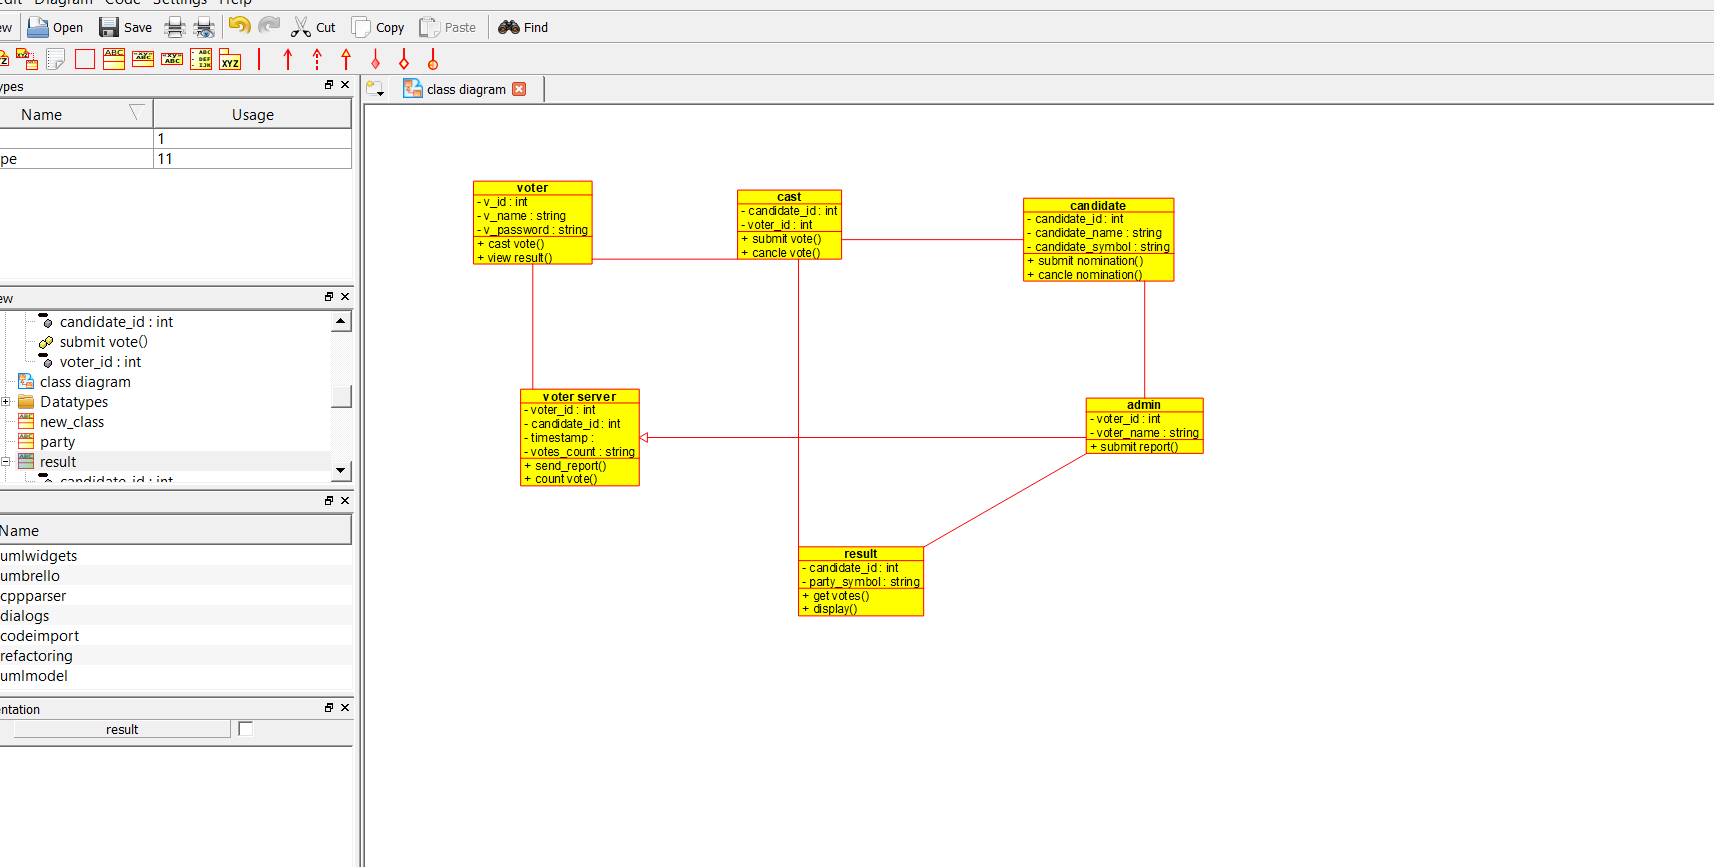 Diagram Code Settings Help
Open Save Cut Copy Paste Find
ABC XYZ
class diagram
Name Usage
1
pe 11
candidate_id : int
submit vote()
voter_id : int
class diagram
Datatypes
new_class
party
result
candidate_id : int
Name
umlwidgets
umbrello
cppparser
dialogs
codeimport
refactoring
umlmodel
entation
result
voter
- v_id : int
- v_name : string
- v_password : string
+ cast vote()
+ view result()
cast
- candidate_id : int
- voter_id : int
+ submit vote()
+ cancle vote()
candidate
- candidate_id : int
- candidate_name : string
- candidate_symbol : string
+ submit nomination()
+ cancle nomination()
voter server
- voter_id : int
- candidate_id : int
- timestamp :
- votes_count : string
+ send_report()
+ count vote()
admin
- voter_id : int
- voter_name : string
+ submit report()
result
- candidate_id : int
- party_symbol : string
+ get votes()
+ display()